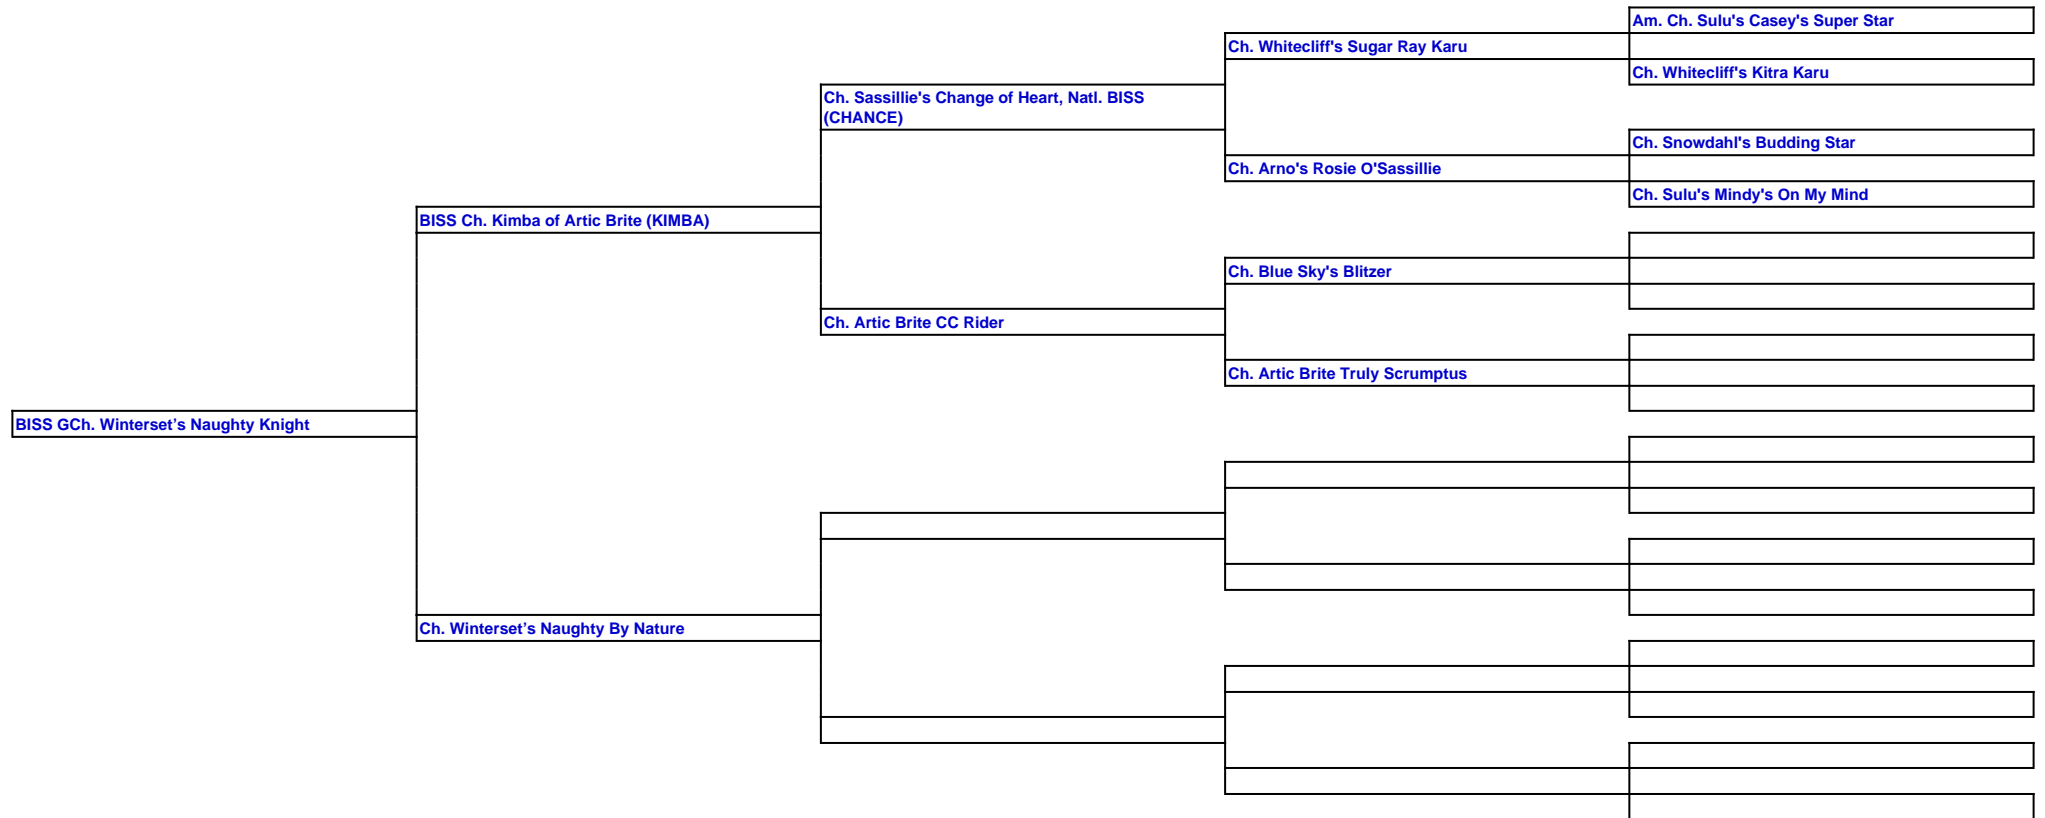 Am. Ch. Sulu's Casey's Super Star
Ch. Whitecliff's Sugar Ray Karu
Ch. Whitecliff's Kitra Karu
Ch. Sassillie's Change of Heart, Natl. BISS
(CHANCE)
Ch. Snowdahl's Budding Star
Ch. Arno's Rosie O'Sassillie
Ch. Sulu's Mindy's On My Mind
BISS Ch. Kimba of Artic Brite (KIMBA)
Ch. Blue Sky's Blitzer
Ch. Artic Brite CC Rider
Ch. Artic Brite Truly Scrumptus
BISS GCh. Winterset’s Naughty Knight
Ch. Winterset’s Naughty By Nature